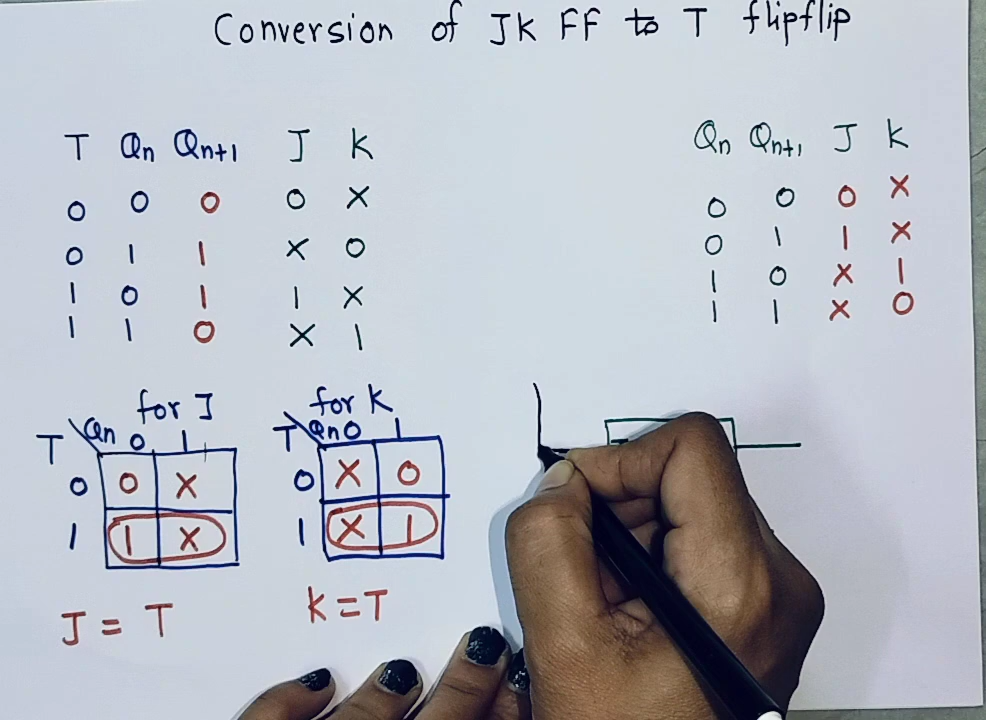 Conversion of JK FF to T flipflip
T Qn Qn+1 J K
0 0 0 0 X
0 1 1 X 0
1 0 1 1 X
1 1 0 X 1
Qn Qn+1 J K
0 0 0 X
0 1 1 X
1 0 X 1
1 1 X 0
for J
T Qn 0 1
0 0 X
1 1 X
J = T
for K
T Qn 0 1
0 X 0
1 X 1
K = T